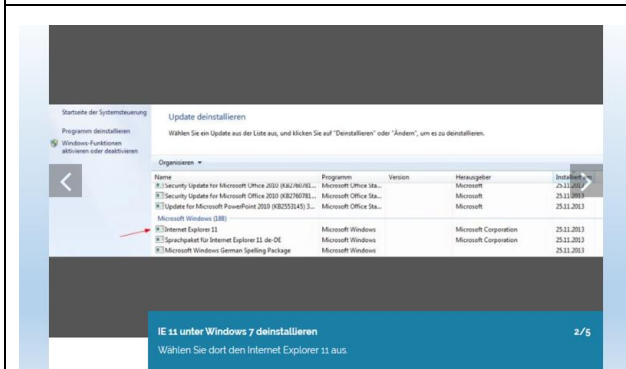 Startseite der Systemsteuerung
Programm deinstallieren
Windows-Funktionen
aktivieren oder deaktivieren
Update deinstallieren
Wählen Sie ein Update aus der Liste aus, und klicken Sie auf "Deinstallieren" oder "Ändern", um es zu deinstallieren.
Organisieren
Name Programm Version Herausgeber Installiert
Security Update for Microsoft Office 2010 (KB2760781... Microsoft Office Sta... Microsoft 25.11.2013
Security Update for Microsoft Office 2010 (KB2760781... Microsoft Office Sta... Microsoft 25.11.2013
Update for Microsoft PowerPoint 2010 (KB2553145) 3... Microsoft Office Sta... Microsoft 25.11.2013
Microsoft Windows (188)
Internet Explorer 11 Microsoft Windows Microsoft Corporation 25.11.2013
Sprachpaket für Internet Explorer 11 de-DE Microsoft Windows Microsoft Corporation 25.11.2013
Microsoft Windows German Spelling Package Microsoft Windows 25.11.2013
IE 11 unter Windows 7 deinstallieren 2/5
Wählen Sie dort den Internet Explorer 11 aus.